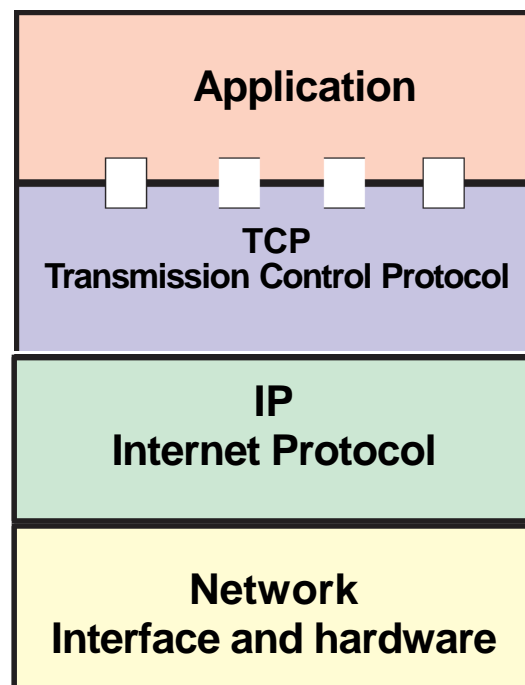 Application
TCP
Transmission Control Protocol
IP
Internet Protocol
Network
Interface and hardware